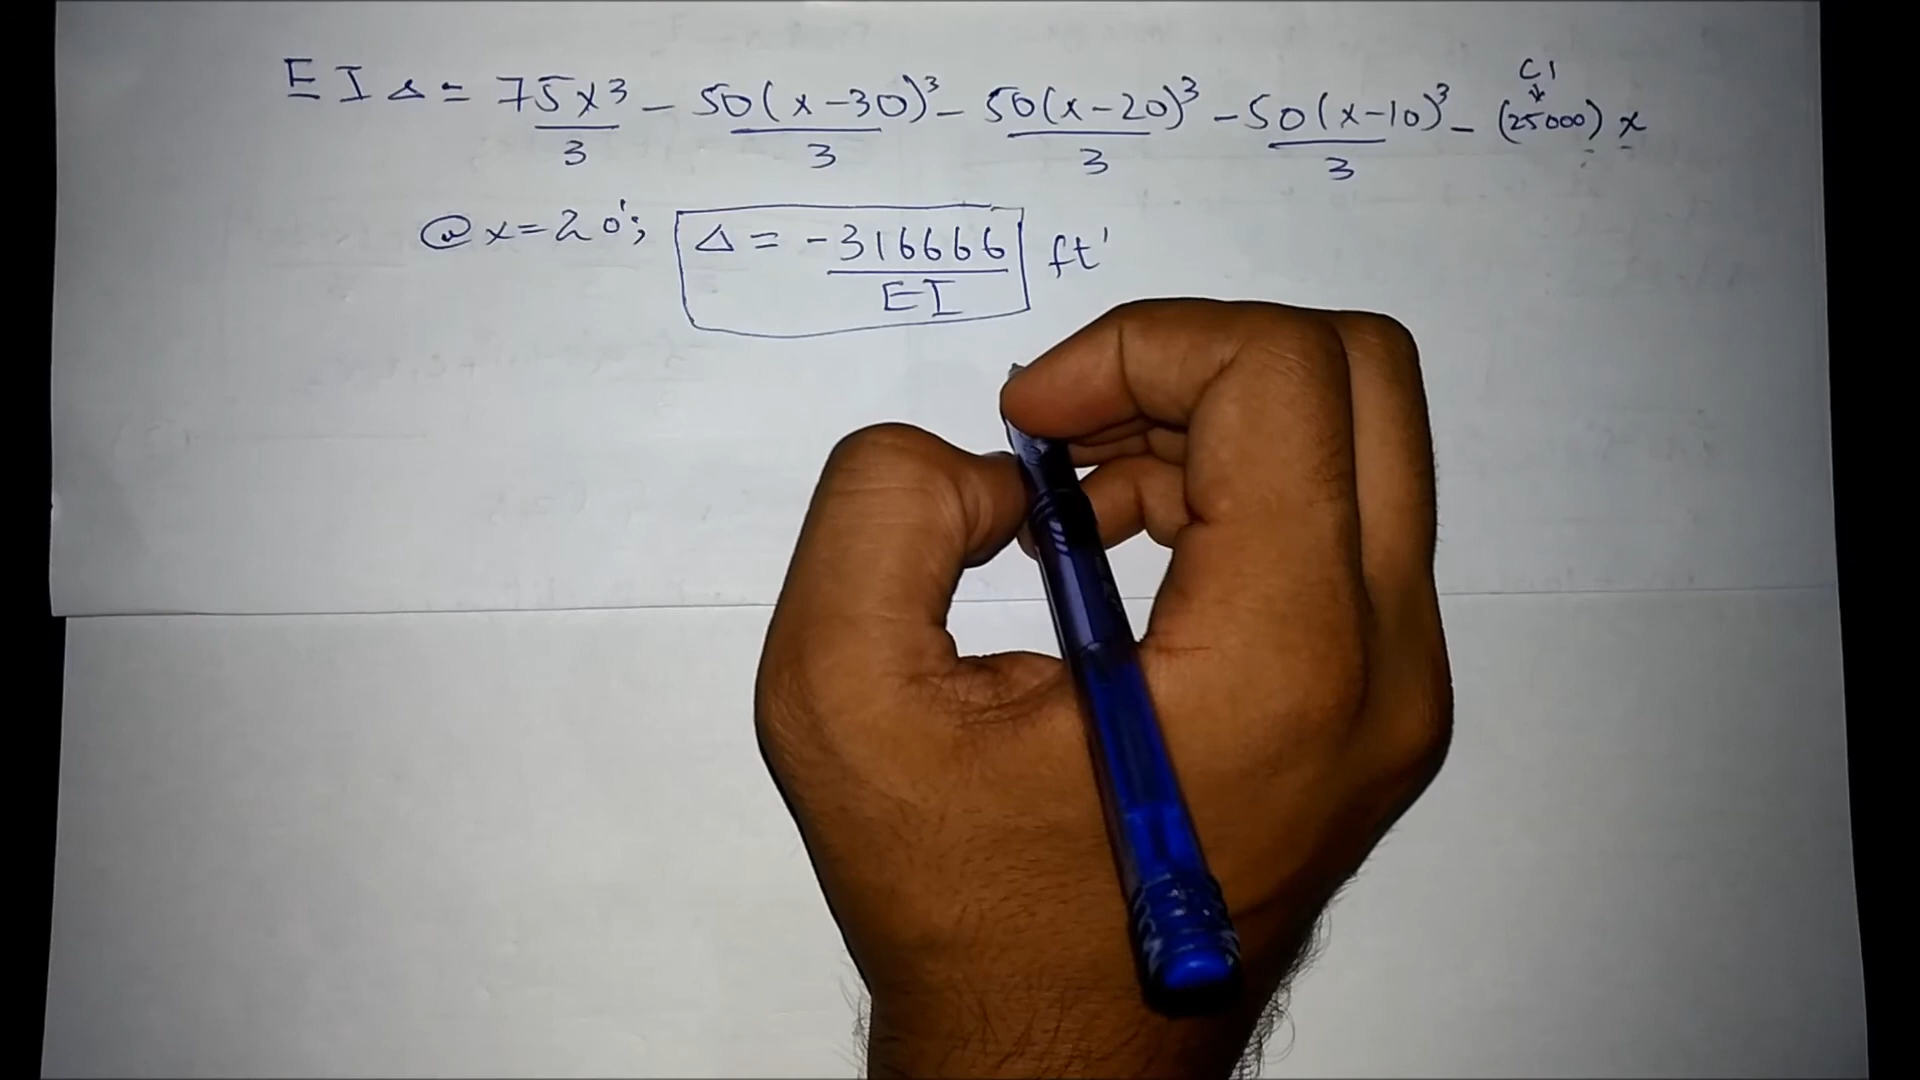 C1
↓
EIΔ = 75x³/3 - 50(x-30)³/3 - 50(x-20)³/3 - 50(x-10)³/3 - (25000) x
@ x=20'; Δ = -316666/EI ft'